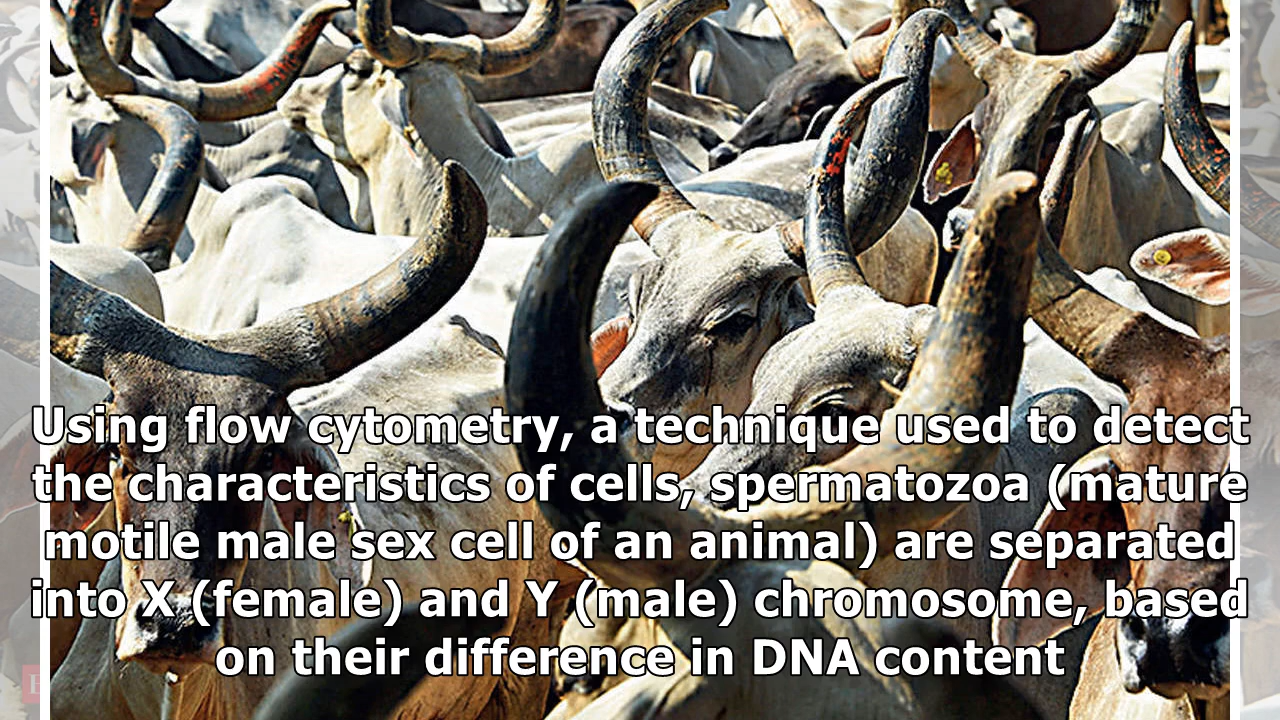 Using flow cytometry, a technique used to detect
the characteristics of cells, spermatozoa (mature
motile male sex cell of an animal) are separated
into X (female) and Y (male) chromosome, based
on their difference in DNA content